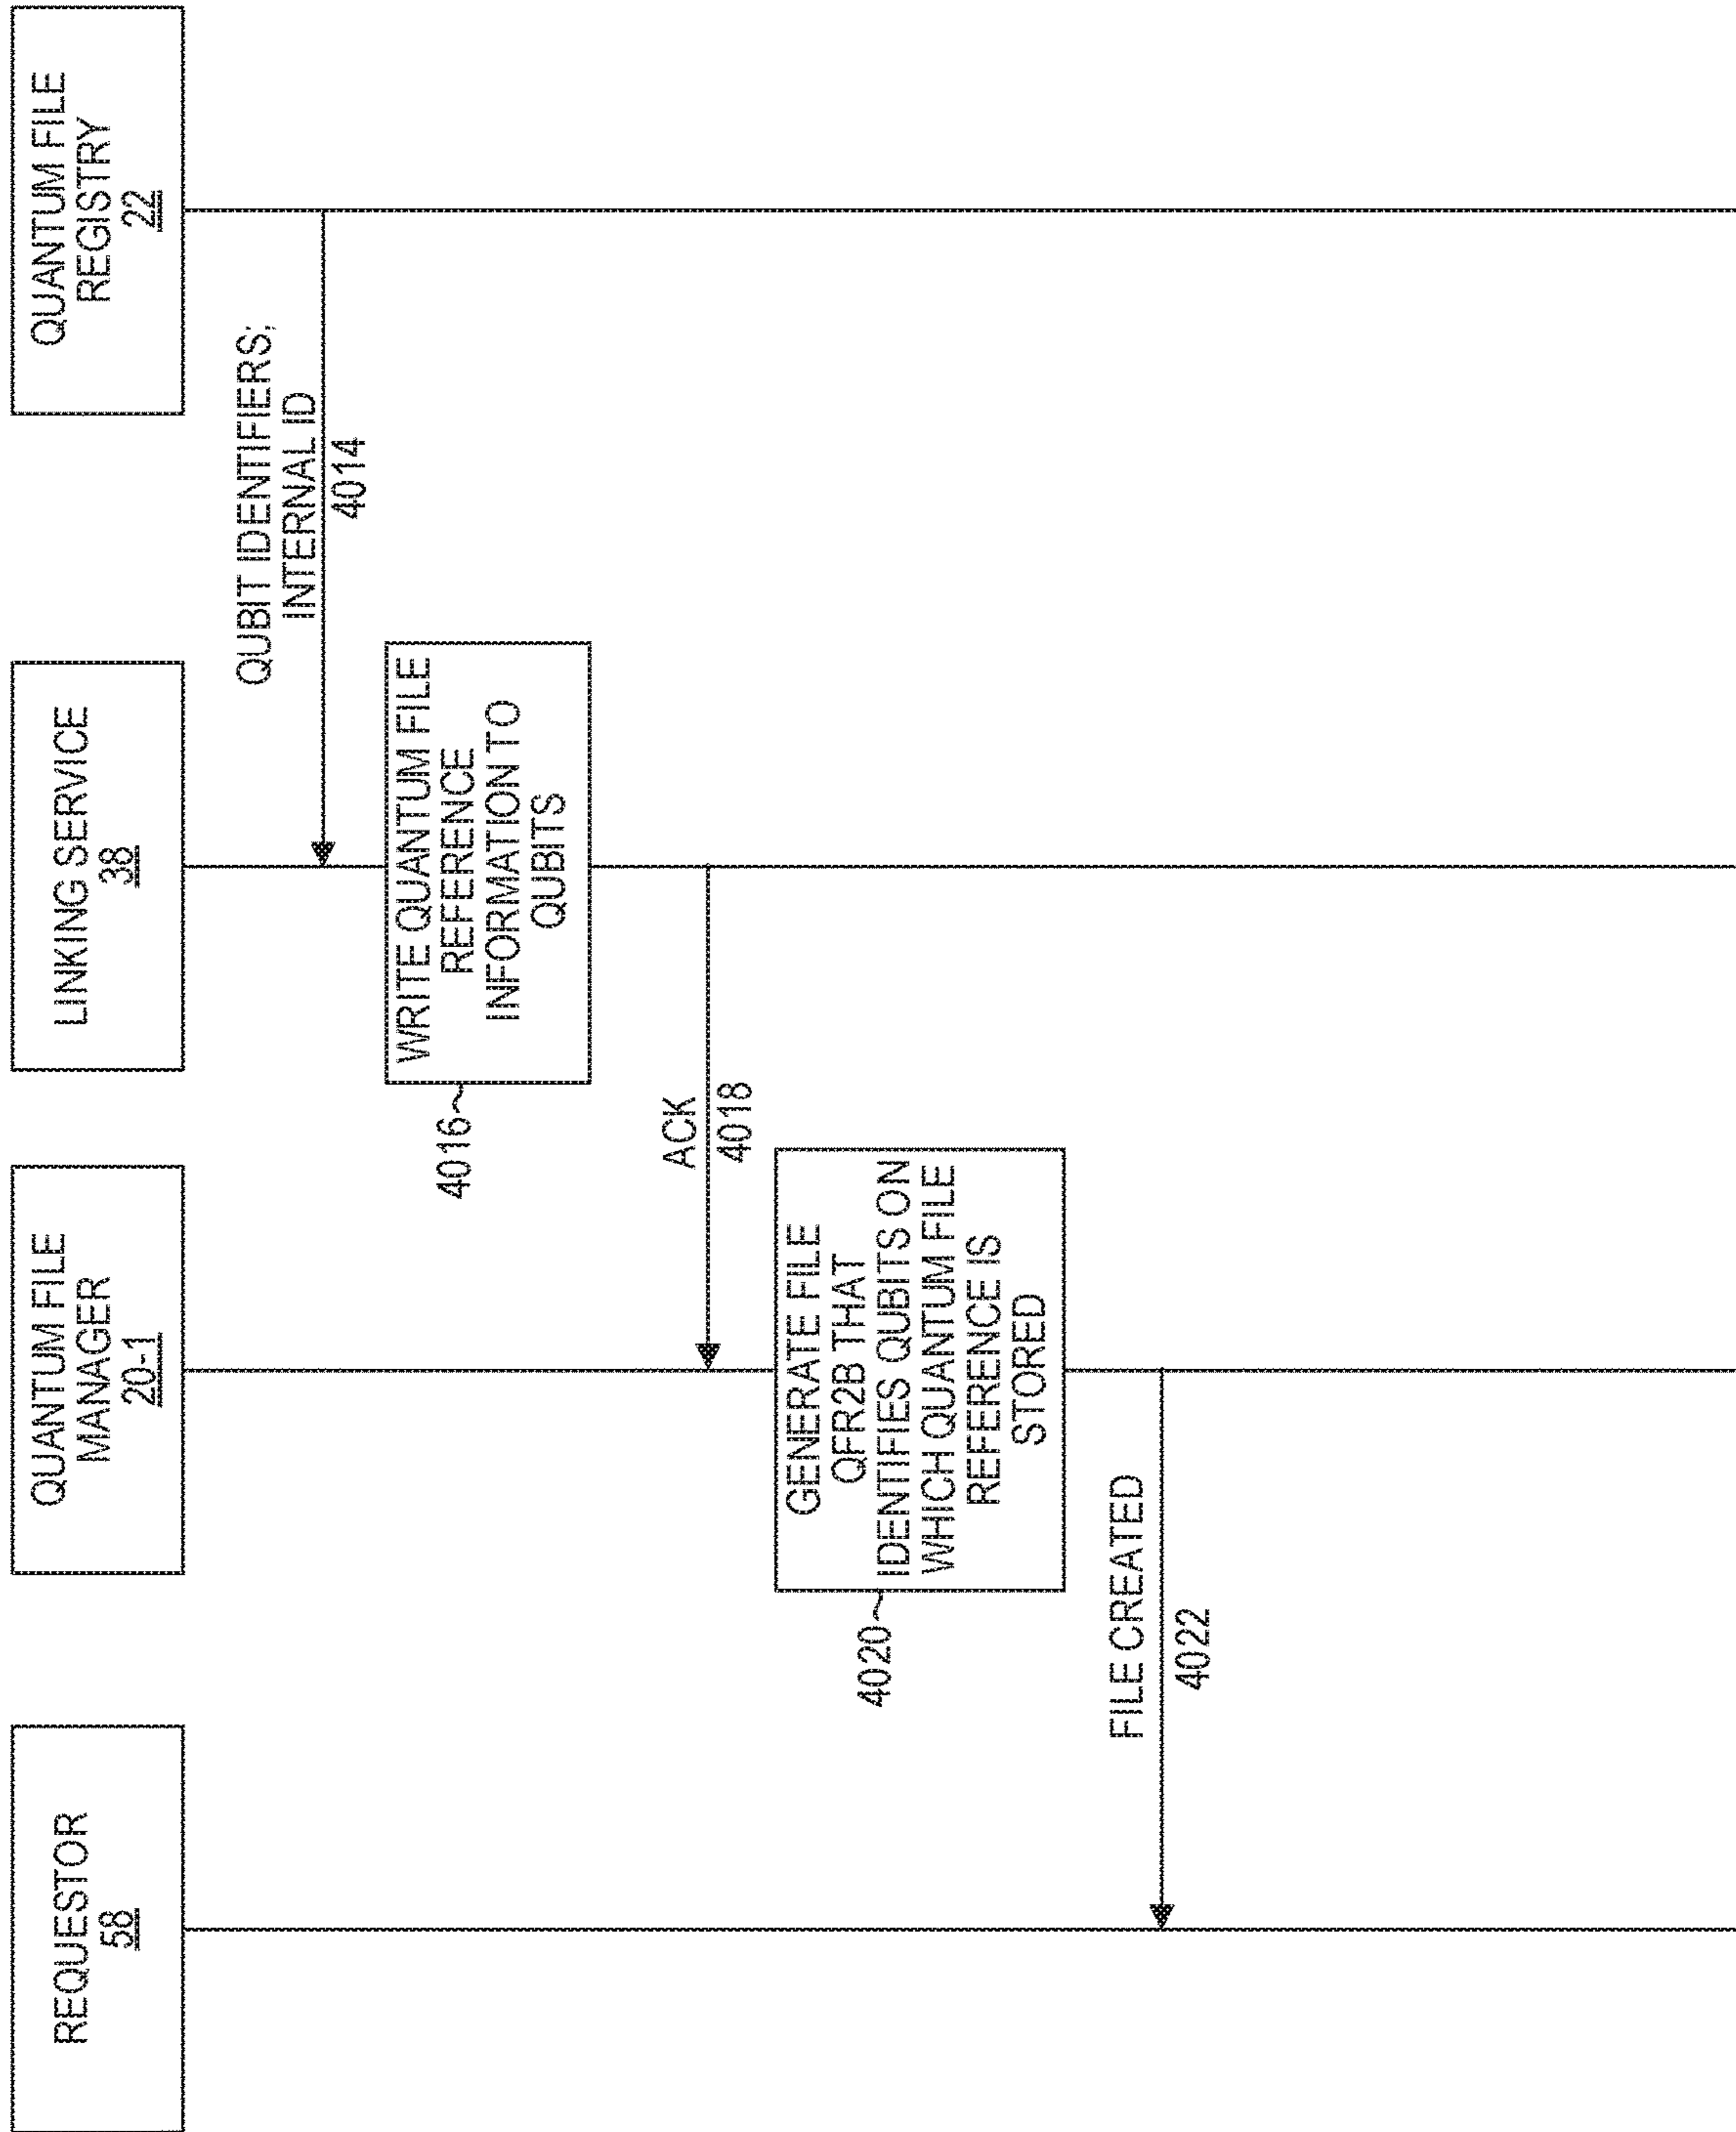 REQUESTOR
58
QUANTUM FILE
MANAGER
20-1
LINKING SERVICE
38
QUANTUM FILE
REGISTRY
22
QUBIT IDENTIFIERS;
INTERNAL ID
4014
4016
WRITE QUANTUM FILE
REFERENCE
INFORMATION TO
QUBITS
ACK
4018
4020
GENERATE FILE
QFR2B THAT
IDENTIFIES QUBITS ON
WHICH QUANTUM FILE
REFERENCE IS
STORED
FILE CREATED
4022